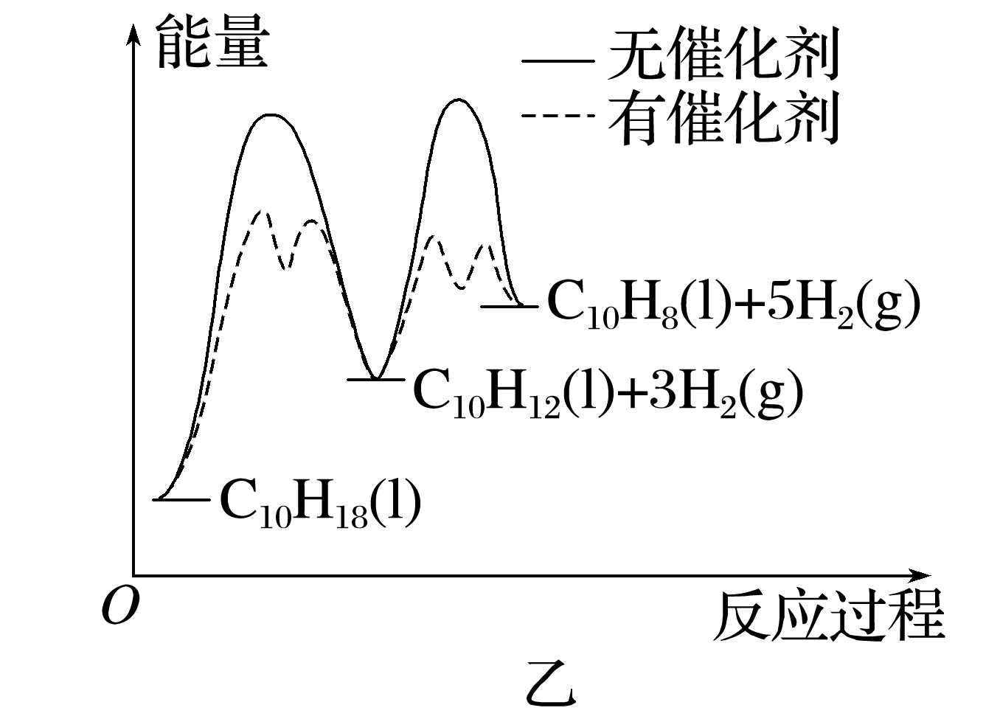 能量
无催化剂
有催化剂
C₁₀H₈(l)+5H₂(g)
C₁₀H₁₂(l)+3H₂(g)
C₁₀H₁₈(l)
O
反应过程
乙